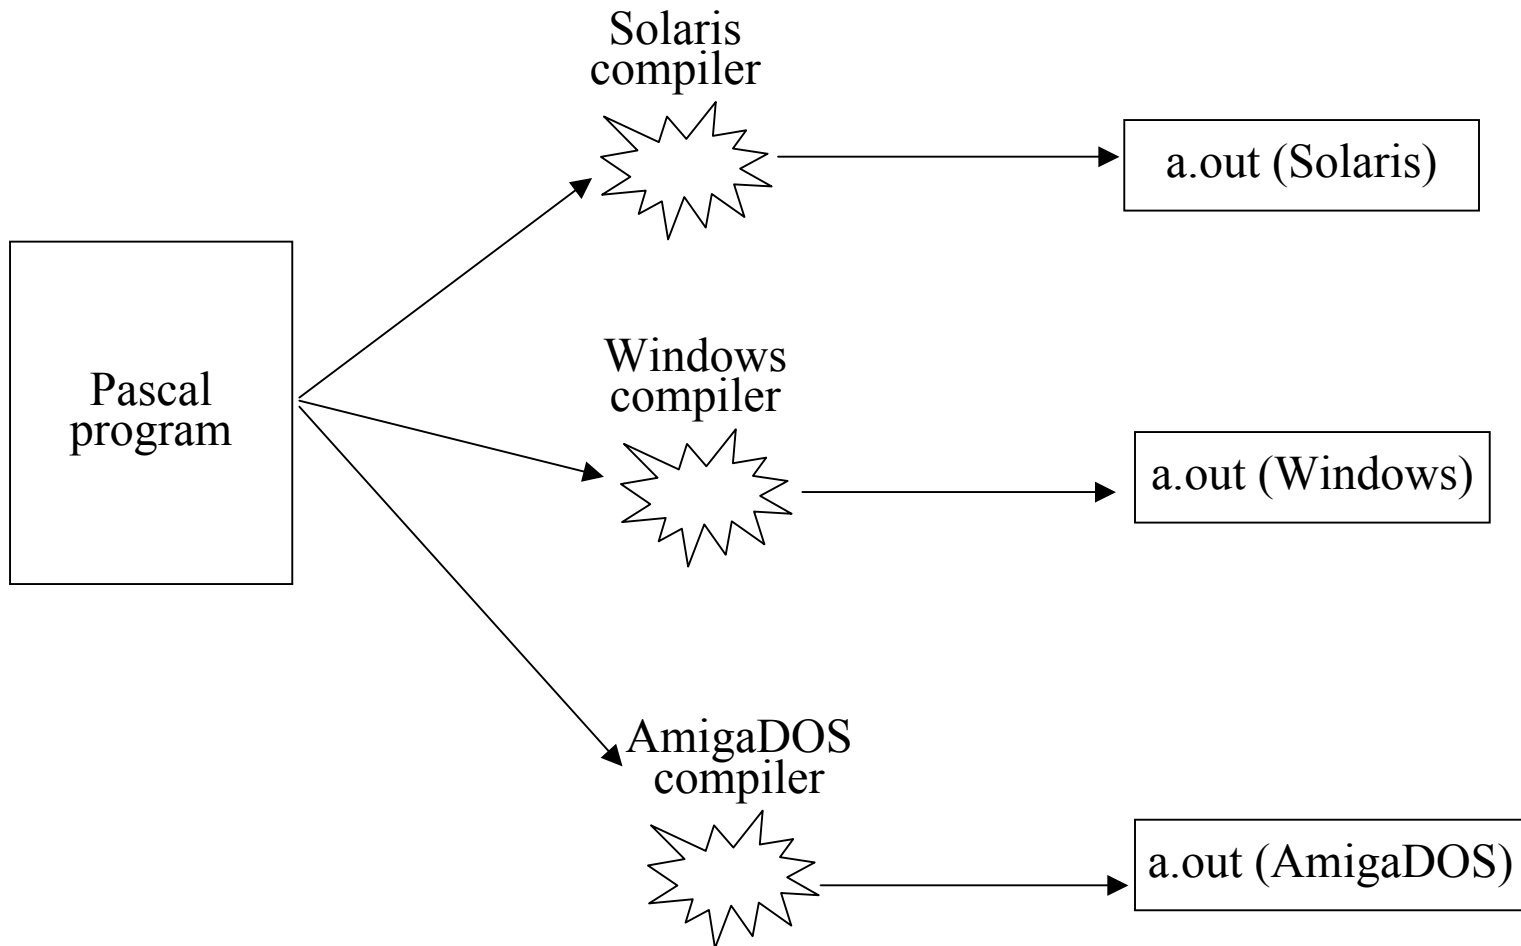 Solaris
compiler
a.out (Solaris)
Pascal
program
Windows
compiler
a.out (Windows)
AmigaDOS
compiler
a.out (AmigaDOS)